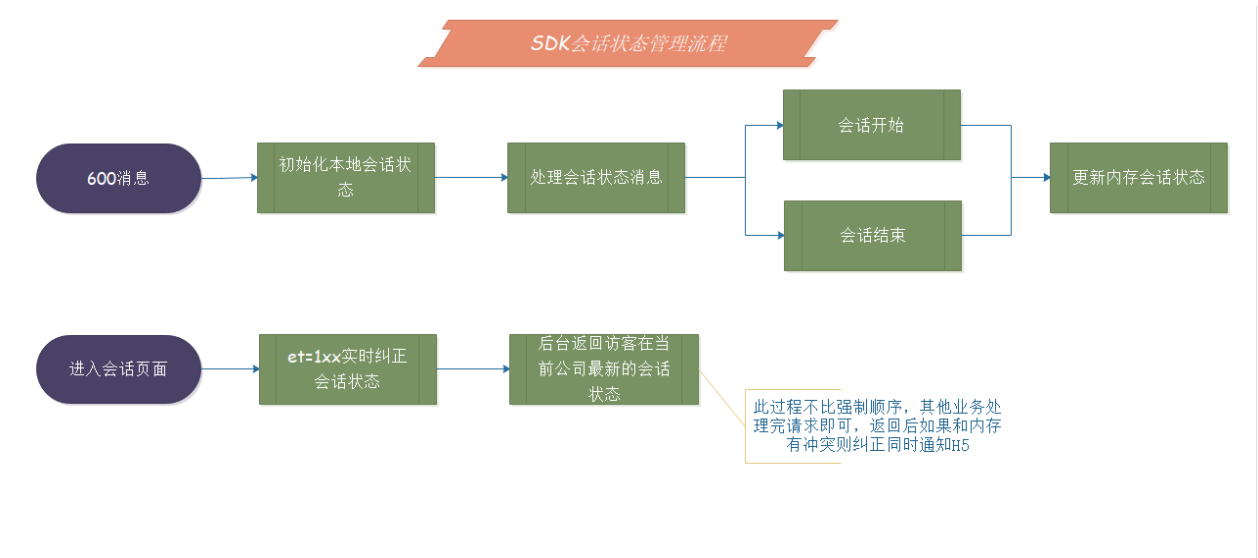 SDK会话状态管理流程
会话开始
600消息
初始化本地会话状
态
处理会话状态消息
更新内存会话状态
会话结束
进入会话页面
et=1xx实时纠正
会话状态
后台返回访客在当
前公司最新的会话
状态
此过程不比强制顺序，其他业务处
理完请求即可，返回后如果和内存
有冲突则纠正同时通知H5